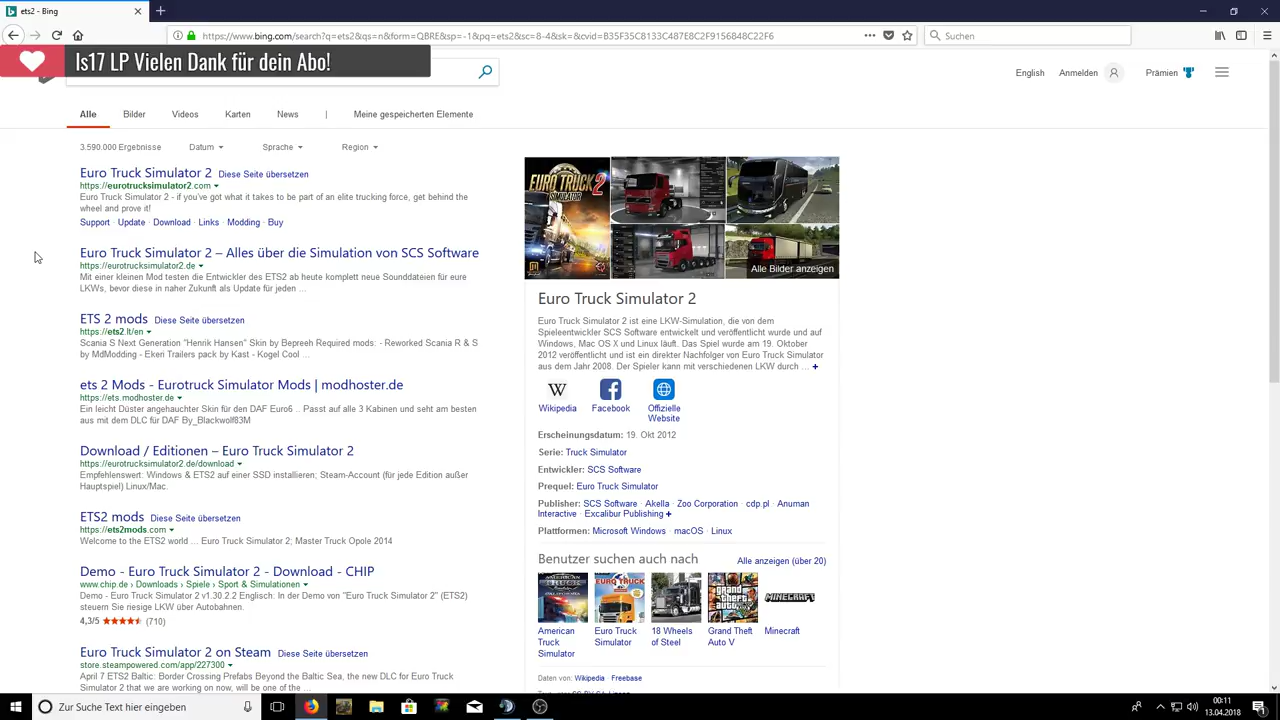 ets2 - Bing
https://www.bing.com/search?q=ets2&qs=n&form=QBRE&sp=-1&pq=ets2&sc=8-4&sk=&cvid=B35F35C8133C487E8C2F9156B48C22F6
Suchen
Is17 LP Vielen Dank für dein Abo!
English
Anmelden
Prämien
Alle
Bilder
Videos
Karten
News
|
Meine gespeicherten Elemente
3.590.000 Ergebnisse
Datum
Sprache
Region
Euro Truck Simulator 2 Diese Seite übersetzen
https://eurotrucksimulator2.com
Euro Truck Simulator 2 - if you've got what it takes to be part of an elite trucking force, get behind the
wheel and prove it!
Support · Update · Download · Links · Modding · Buy
Euro Truck Simulator 2 – Alles über die Simulation von SCS Software
https://eurotrucksimulator2.de
Mit einer kleinen Mod testen die Entwickler des ETS2 ab heute komplett neue Sounddateien für eure
LKWs, bevor diese in naher Zukunft als Update für jeden ...
ETS 2 mods Diese Seite übersetzen
https://ets2.lt/en
Scania S Next Generation "Henrik Hansen" Skin by Bepreeh Required mods: - Reworked Scania R & S
by MdModding - Ekeri Trailers pack by Kast - Kogel Cool ...
ets 2 Mods - Eurotruck Simulator Mods | modhoster.de
https://ets.modhoster.de
Ein leicht Düster angehauchter Skin für den DAF Euro6 .. Passt auf alle 3 Kabinen und seht am besten
aus mit dem DLC für DAF By_Blackwolf83M
Download / Editionen – Euro Truck Simulator 2
https://eurotrucksimulator2.de/download
Empfehlenswert: Windows & ETS2 auf einer SSD installieren; Steam-Account (für jede Edition außer
Hauptspiel) Linux/Mac.
ETS2 mods Diese Seite übersetzen
https://ets2mods.com
Welcome to the ETS2 world ... Euro Truck Simulator 2; Master Truck Opole 2014
Demo - Euro Truck Simulator 2 - Download - CHIP
www.chip.de › Downloads › Spiele › Sport & Simulationen
Demo - Euro Truck Simulator 2 v1.30.2.2 Englisch: In der Demo von "Euro Truck Simulator 2" (ETS2)
steuern Sie riesige LKW über Autobahnen.
4,3/5 (710)
Euro Truck Simulator 2 on Steam Diese Seite übersetzen
store.steampowered.com/app/227300
April 7 ETS2 Baltic: Border Crossing Prefabs Beyond the Baltic Sea, the new DLC for Euro Truck
Simulator 2 that we are working on now, will be one of the ...
EURO TRUCK
2
SIMULATOR
Alle Bilder anzeigen
Euro Truck Simulator 2
Euro Truck Simulator 2 ist eine LKW-Simulation, die von dem
Spieleentwickler SCS Software entwickelt und veröffentlicht wurde und auf
Windows, Mac OS X und Linux läuft. Das Spiel wurde am 19. Oktober
2012 veröffentlicht und ist ein direkter Nachfolger von Euro Truck Simulator
aus dem Jahr 2008. Der Spieler kann mit verschiedenen LKW durch ... +
W
Wikipedia
Facebook
Offizielle
Website
Erscheinungsdatum: 19. Okt 2012
Serie: Truck Simulator
Entwickler: SCS Software
Prequel: Euro Truck Simulator
Publisher: SCS Software · Akella · Zoo Corporation · cdp.pl · Anuman
Interactive · Excalibur Publishing +
Plattformen: Microsoft Windows · macOS · Linux
Benutzer suchen auch nach
Alle anzeigen (über 20)
American
Truck
Simulator
Euro Truck
Simulator
18 Wheels
of Steel
Grand Theft
Auto V
Minecraft
Daten von: Wikipedia Freebase
Zur Suche Text hier eingeben
00:11
13.04.2018